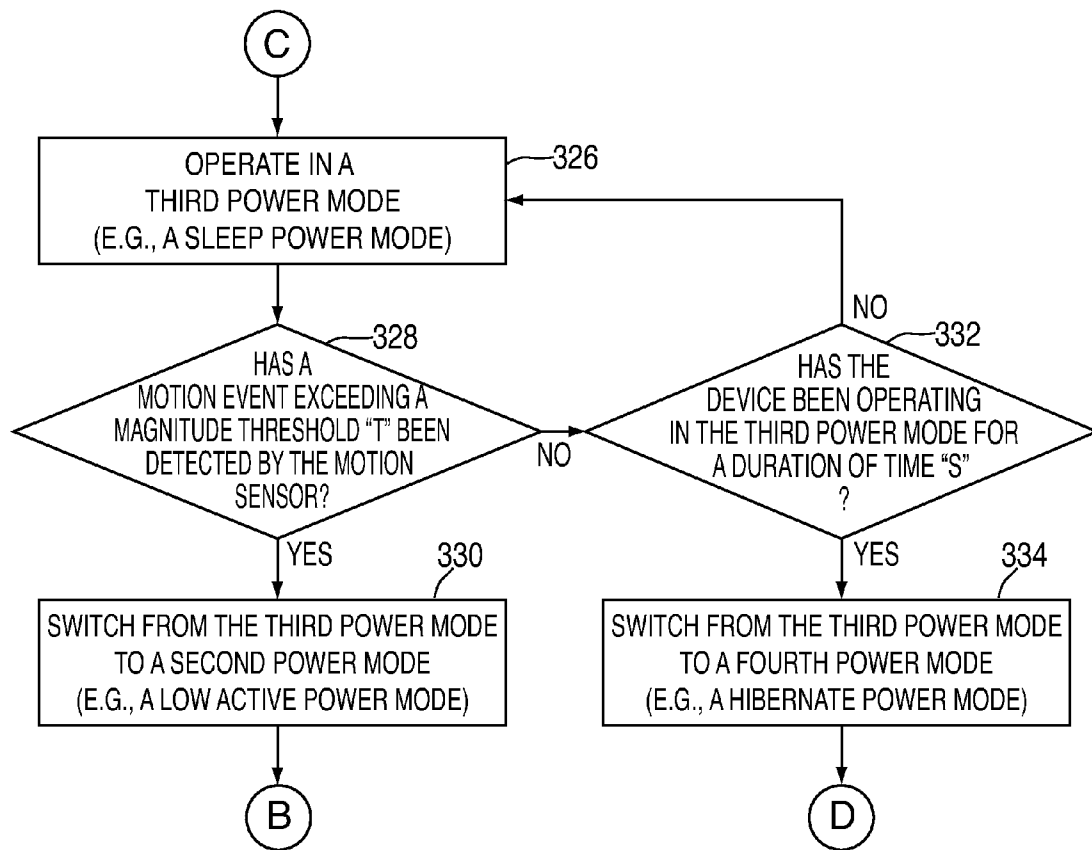 C
OPERATE IN A
THIRD POWER MODE
(E.G., A SLEEP POWER MODE)
326
328
HAS A
MOTION EVENT EXCEEDING A
MAGNITUDE THRESHOLD “T” BEEN
DETECTED BY THE MOTION
SENSOR?
NO
YES
NO
332
HAS THE
DEVICE BEEN OPERATING
IN THE THIRD POWER MODE FOR
A DURATION OF TIME “S”
?
YES
330
SWITCH FROM THE THIRD POWER MODE
TO A SECOND POWER MODE
(E.G., A LOW ACTIVE POWER MODE)
334
SWITCH FROM THE THIRD POWER MODE
TO A FOURTH POWER MODE
(E.G., A HIBERNATE POWER MODE)
B
D